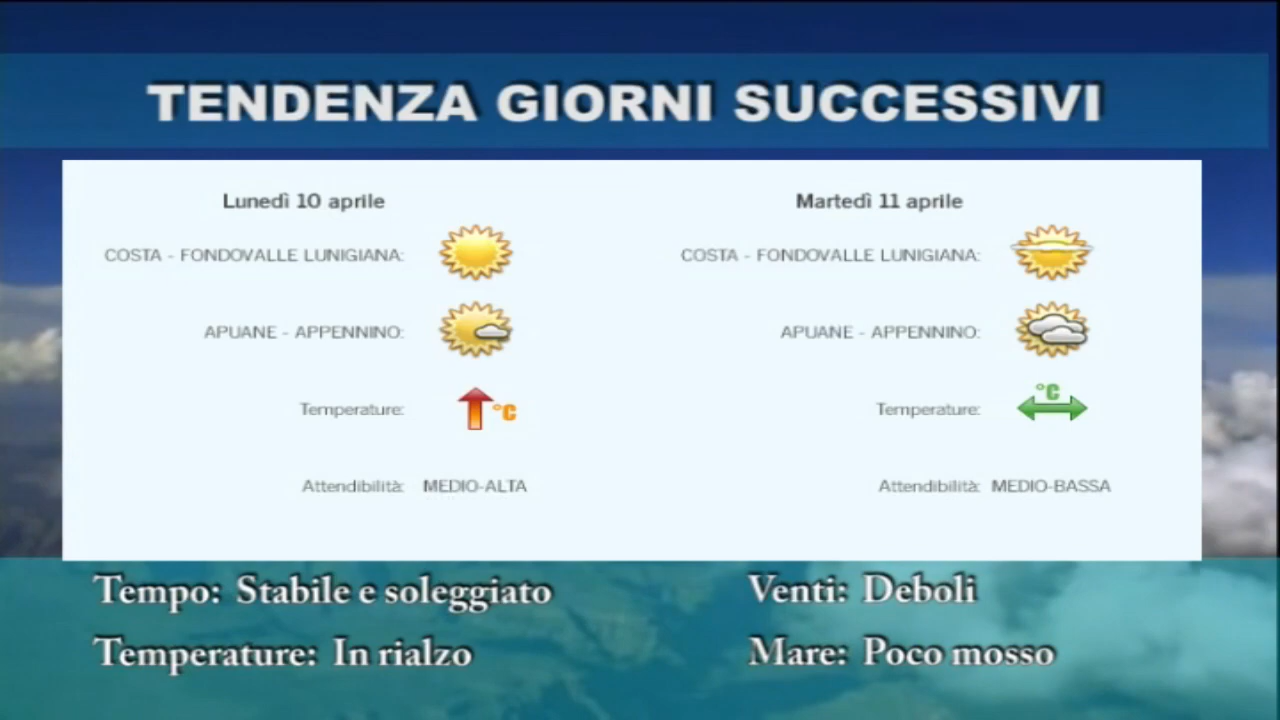 TENDENZA GIORNI SUCCESSIVI
Lunedì 10 aprile
COSTA - FONDOVALLE LUNIGIANA:
APUANE - APPENNINO:
Temperature: °C
Attendibilità: MEDIO-ALTA
Martedì 11 aprile
COSTA - FONDOVALLE LUNIGIANA:
APUANE - APPENNINO:
Temperature: °C
Attendibilità: MEDIO-BASSA
Tempo: Stabile e soleggiato
Temperature: In rialzo
Venti: Deboli
Mare: Poco mosso